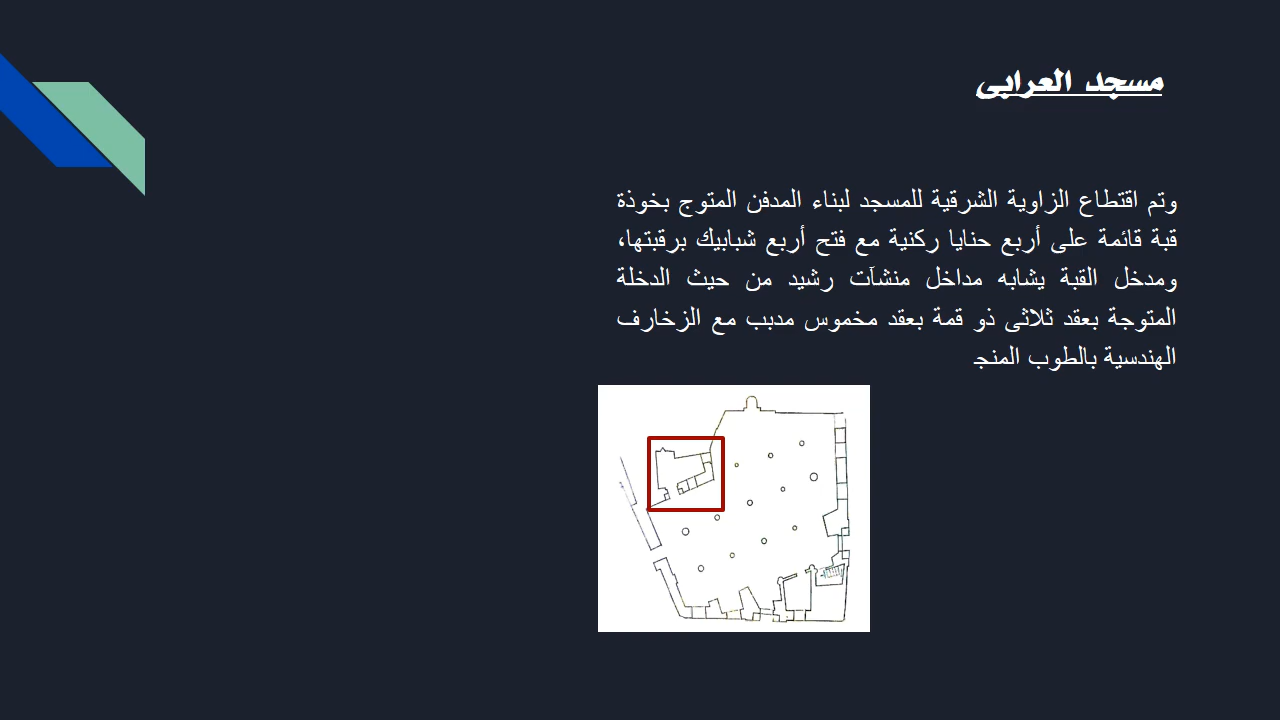 مسجد العرابى
وتم اقتطاع الزاوية الشرقية للمسجد لبناء المدفن المتوج بخوذة
قبة قائمة على أربع حنايا ركنية مع فتح أربع شبابيك برقبتها،
ومدخل القبة يشابه مداخل منشآت رشيد من حيث الدخلة
المتوجة بعقد ثلاثى ذو قمة بعقد مخموس مدبب مع الزخارف
الهندسية بالطوب المنجـ